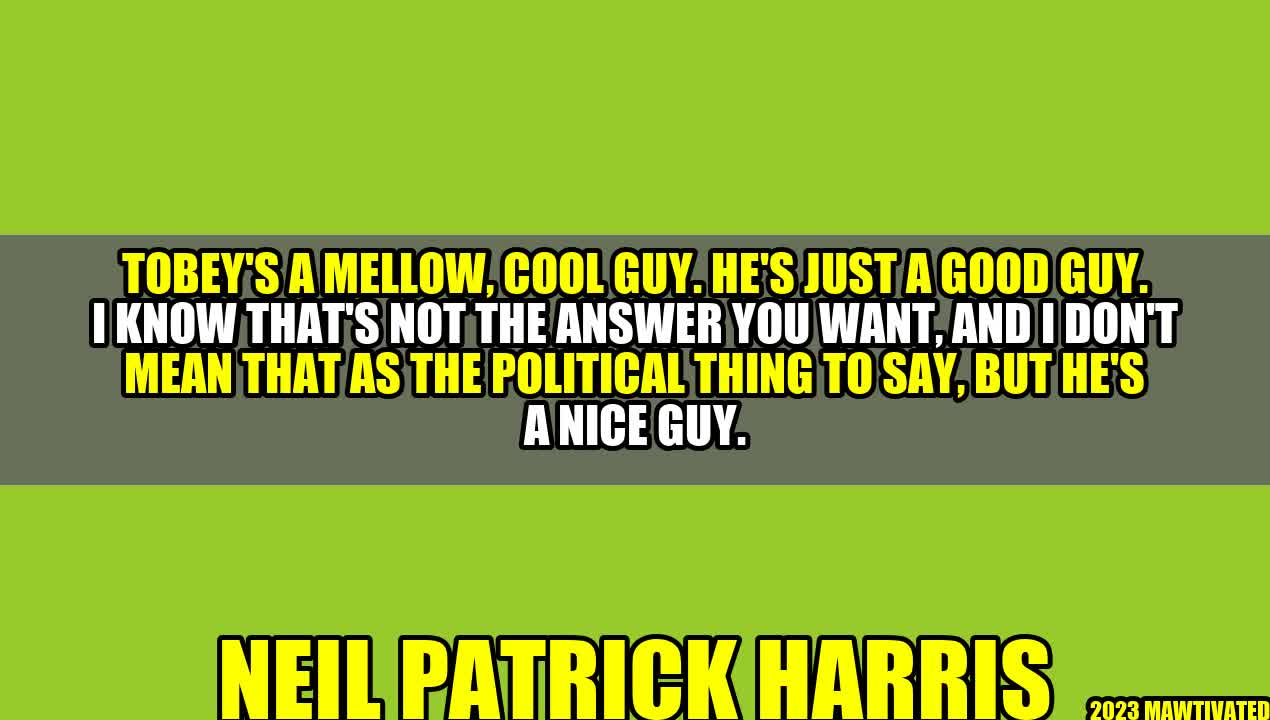 TOBEY'S A MELLOW, COOL GUY. HE'S JUST A GOOD GUY.
I KNOW THAT'S NOT THE ANSWER YOU WANT, AND I DON'T
MEAN THAT AS THE POLITICAL THING TO SAY, BUT HE'S
A NICE GUY.
NEIL PATRICK HARRIS
2023 MAWTIVATED